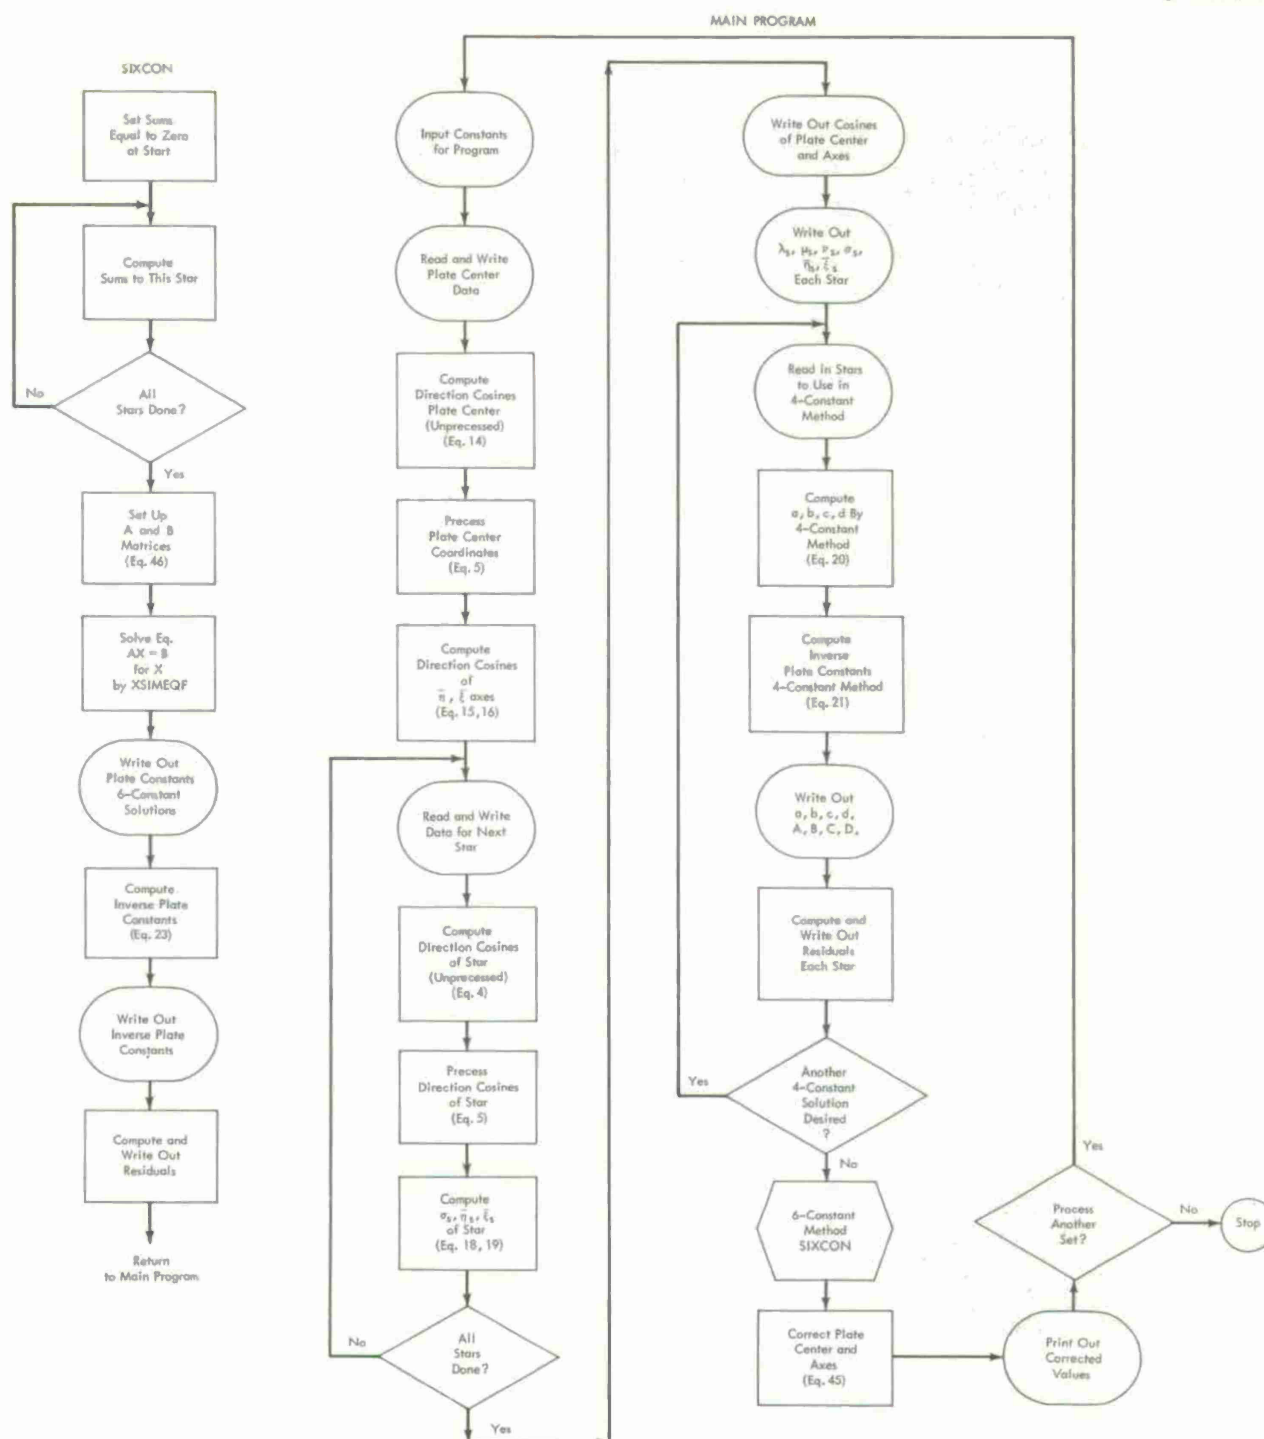 MAIN PROGRAM
SIXCON
Set Sums
Equal to Zero
at Start
Compute
Sums to This Star
No
All
Stars Done?
Yes
Set Up
A and B
Matrices
(Eq. 46)
Solve Eq.
AX = B
for X
by XSIMEQF
Write Out
Plate Constants
6-Constant
Solutions
Compute
Inverse Plate
Constants
(Eq. 23)
Write Out
Inverse Plate
Constants
Compute and
Write Out
Residuals
Return
to Main Program
Input Constants
for Program
Read and Write
Plate Center
Data
Compute
Direction Cosines
Plate Center
(Unprecessed)
(Eq. 14)
Precess
Plate Center
Coordinates
(Eq. 5)
Compute
Direction Cosines
of
η̄, ξ̄ axes
(Eq. 15, 16)
Read and Write
Data for Next
Star
Compute
Direction Cosines
of Star
(Unprecessed)
(Eq. 4)
Precess
Direction Cosines
of Star
(Eq. 5)
Compute
σs, η̄s, ξ̄s
of Star
(Eq. 18, 19)
No
All
Stars
Done?
Yes
Write Out Cosines
of Plate Center
and Axes
Write Out
λs, μs, νs, σs,
η̄s, ξ̄s
Each Star
Read in Stars
to Use in
4-Constant
Method
Compute
a, b, c, d By
4-Constant
Method
(Eq. 20)
Compute
Inverse
Plate Constants
4-Constant Method
(Eq. 21)
Write Out
a, b, c, d,
A, B, C, D.
Compute and
Write Out
Residuals
Each Star
Yes
Another
4-Constant
Solution
Desired
?
No
6-Constant
Method
SIXCON
Correct Plate
Center and
Axes
(Eq. 45)
Print Out
Corrected
Values
Yes
Process
Another
Set?
No
Stop